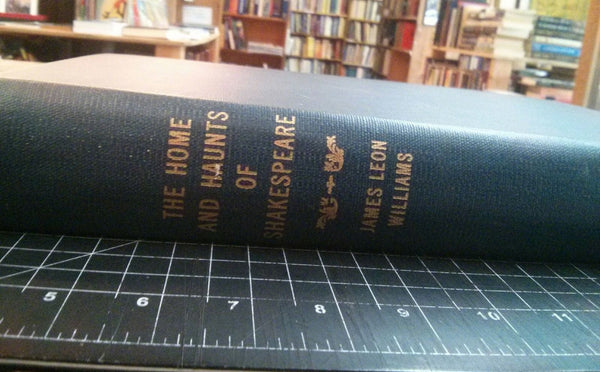 THE HOME
AND HAUNTS
OF
SHAKESPEARE
JAMES LEON
WILLIAMS
5 6 7 8 9 10 11